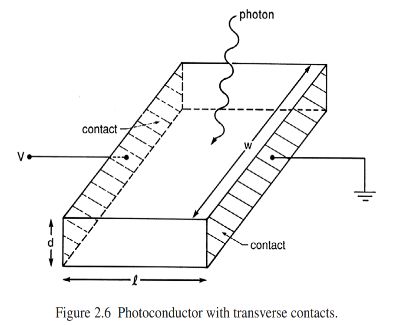 photon
contact
V
w
d
contact
ℓ
Figure 2.6 Photoconductor with transverse contacts.